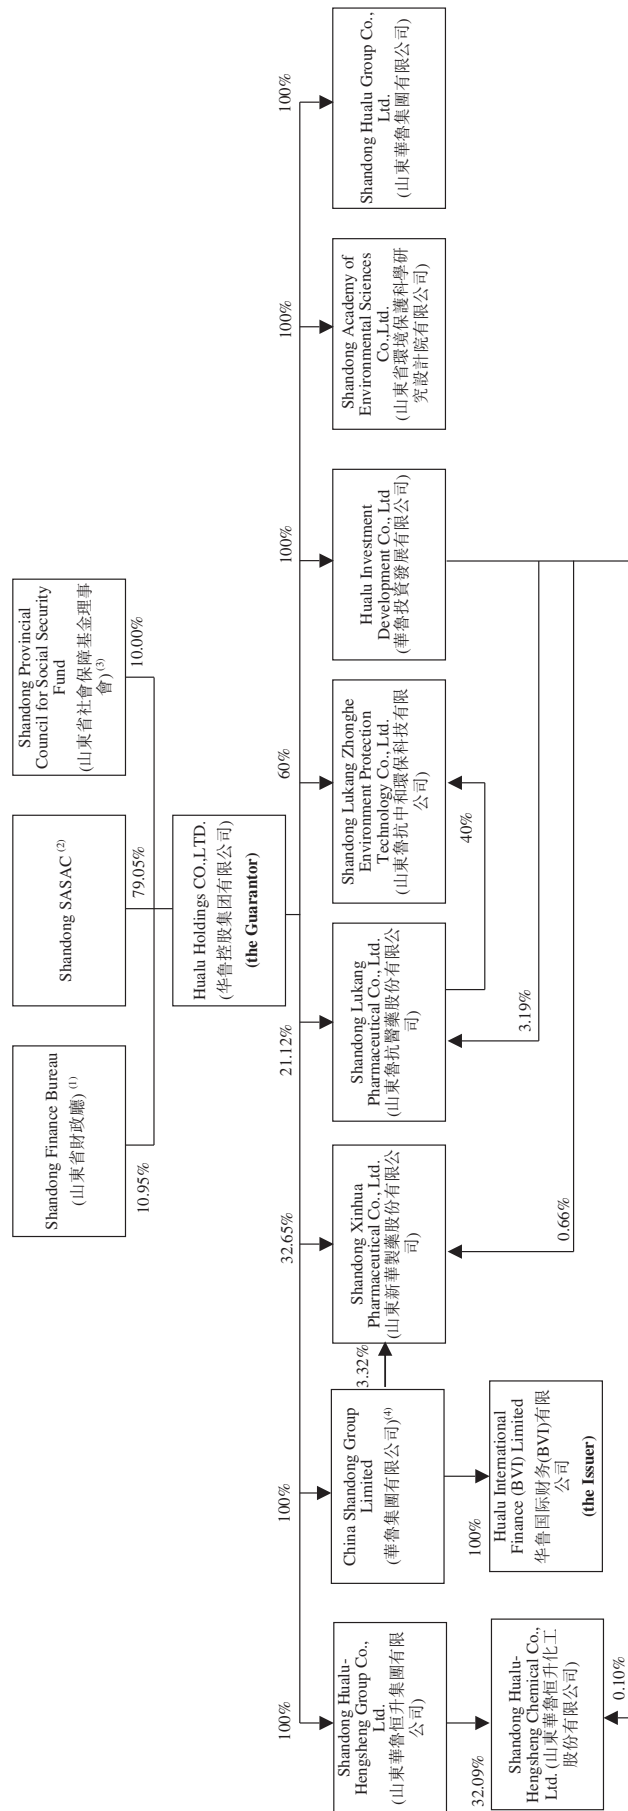 Shandong Finance Bureau
(山東省財政廳) (1)
Shandong SASAC (2)
Shandong Provincial
Council for Social Security
Fund
(山東省社會保障基金理事
會) (3)
10.95%
79.05%
10.00%
Hualu Holdings CO.,LTD.
(华鲁控股集团有限公司)
(the Guarantor)
100%
100%
32.65%
21.12%
60%
100%
100%
100%
Shandong Hualu-
Hengsheng Group Co.,
Ltd.
(山東華魯恒升集團有限
公司)
China Shandong Group
Limited
(華魯集團有限公司)(4)
3.32%
Shandong Xinhua
Pharmaceutical Co., Ltd.
(山東新華製藥股份有限公
司)
Shandong Lukang
Pharmaceutical Co., Ltd.
(山東魯抗醫藥股份有限公
司)
Shandong Lukang Zhonghe
Environment Protection
Technology Co., Ltd.
(山東魯抗中和環保科技有限
公司)
Hualu Investment
Development Co., Ltd
(華魯投資發展有限公司)
Shandong Academy of
Environmental Sciences
Co.,Ltd.
(山東省環境保護科學研
究設計院有限公司)
Shandong Hualu Group Co.,
Ltd.
(山東華魯集團有限公司)
32.09%
100%
40%
3.19%
0.66%
Shandong Hualu-
Hengsheng Chemical Co.,
Ltd. (山東華魯恒升化工
股份有限公司)
Hualu International
Finance (BVI) Limited
华鲁国际财务(BVI)有限
公司
(the Issuer)
0.10%